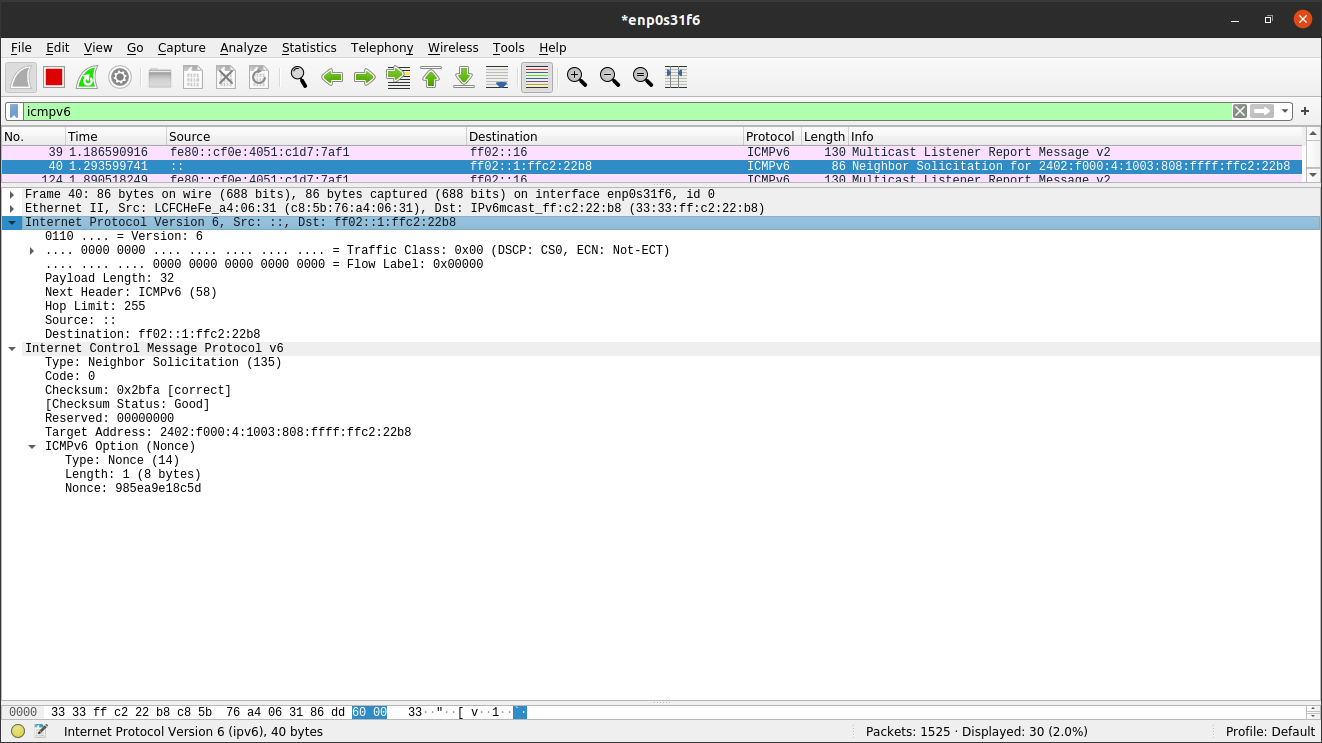 *enp0s31f6
File Edit View Go Capture Analyze Statistics Telephony Wireless Tools Help
icmpv6
No. Time Source Destination Protocol Length Info
39 1.186590916 fe80::cf0e:4051:c1d7:7af1 ff02::16 ICMPv6 130 Multicast Listener Report Message v2
40 1.293599741 :: ff02::1:ffc2:22b8 ICMPv6 86 Neighbor Solicitation for 2402:f000:4:1003:808:ffff:ffc2:22b8
124 1.890518249 fe80::cf0e:4051:c1d7:7af1 ff02::16 ICMPv6 130 Multicast Listener Report Message v2
Frame 40: 86 bytes on wire (688 bits), 86 bytes captured (688 bits) on interface enp0s31f6, id 0
Ethernet II, Src: LCFCHeFe_a4:06:31 (c8:5b:76:a4:06:31), Dst: IPv6mcast_ff:c2:22:b8 (33:33:ff:c2:22:b8)
Internet Protocol Version 6, Src: ::, Dst: ff02::1:ffc2:22b8
0110 .... = Version: 6
.... 0000 0000 .... .... .... .... .... = Traffic Class: 0x00 (DSCP: CS0, ECN: Not-ECT)
.... .... .... 0000 0000 0000 0000 0000 = Flow Label: 0x00000
Payload Length: 32
Next Header: ICMPv6 (58)
Hop Limit: 255
Source: ::
Destination: ff02::1:ffc2:22b8
Internet Control Message Protocol v6
Type: Neighbor Solicitation (135)
Code: 0
Checksum: 0x2bfa [correct]
[Checksum Status: Good]
Reserved: 00000000
Target Address: 2402:f000:4:1003:808:ffff:ffc2:22b8
ICMPv6 Option (Nonce)
Type: Nonce (14)
Length: 1 (8 bytes)
Nonce: 985ea9e18c5d
0000 33 33 ff c2 22 b8 c8 5b 76 a4 06 31 86 dd 60 00 33··"··[ v··1··`·
Internet Protocol Version 6 (ipv6), 40 bytes Packets: 1525 · Displayed: 30 (2.0%) Profile: Default